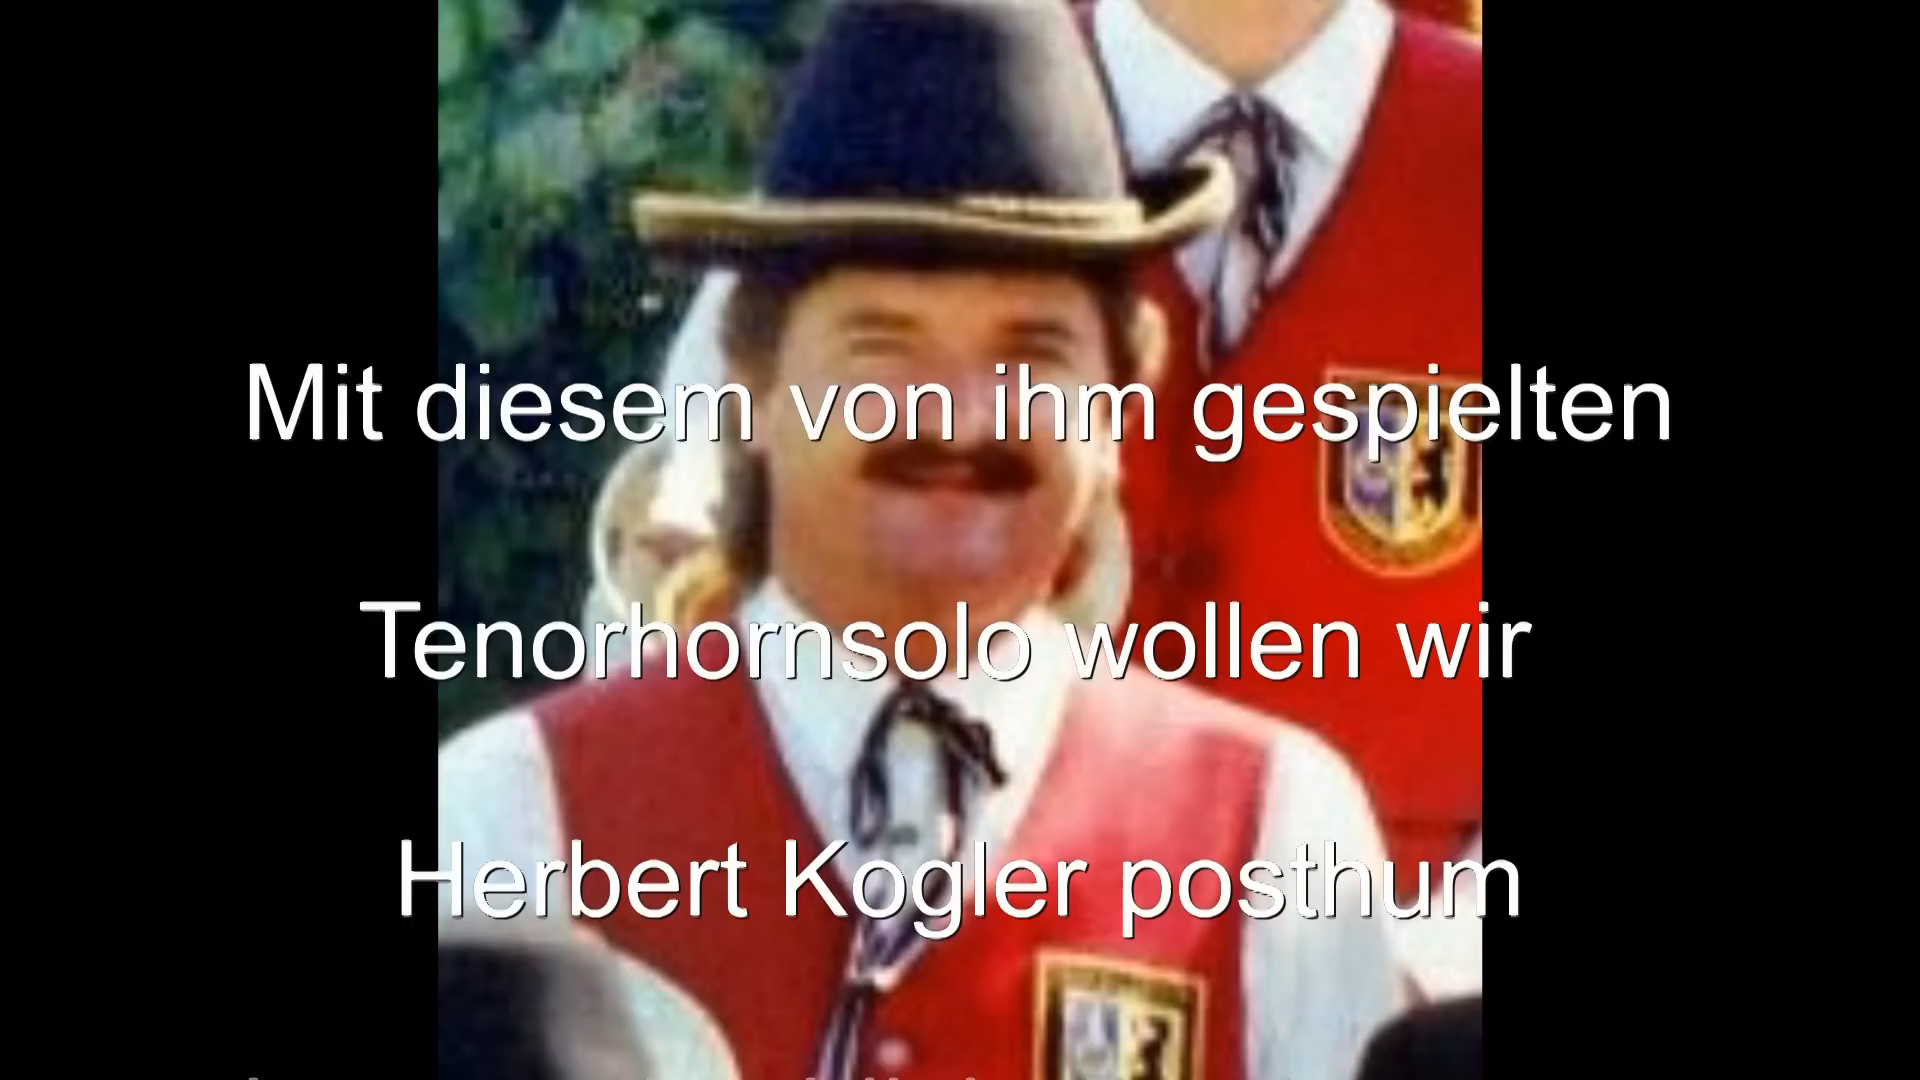 Mit diesem von ihm gespielten
Tenorhornsolo wollen wir
Herbert Kogler posthum